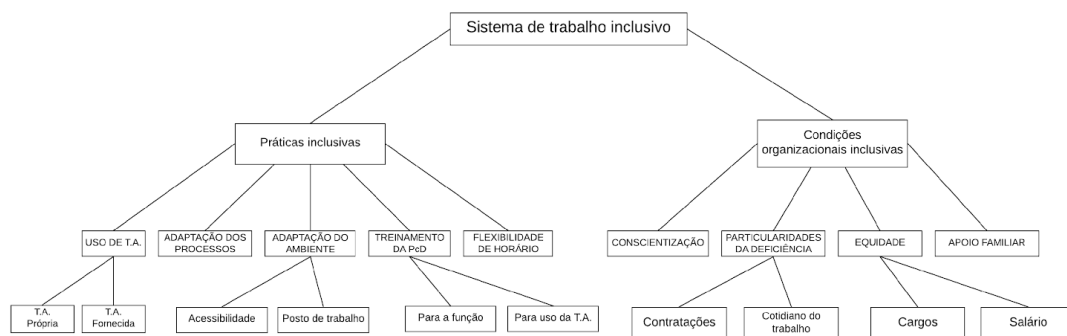 Sistema de trabalho inclusivo
Práticas inclusivas
Condições
organizacionais inclusivas
USO DE T.A.
ADAPTAÇÃO DOS
PROCESSOS
ADAPTAÇÃO DO
AMBIENTE
TREINAMENTO
DA PcD
FLEXIBILIDADE
DE HORÁRIO
CONSCIENTIZAÇÃO
PARTICULARIDADES
DA DEFICIÊNCIA
EQUIDADE
APOIO FAMILIAR
T.A.
Própria
T.A.
Fornecida
Acessibilidade
Posto de trabalho
Para a função
Para uso da T.A.
Contratações
Cotidiano do
trabalho
Cargos
Salário